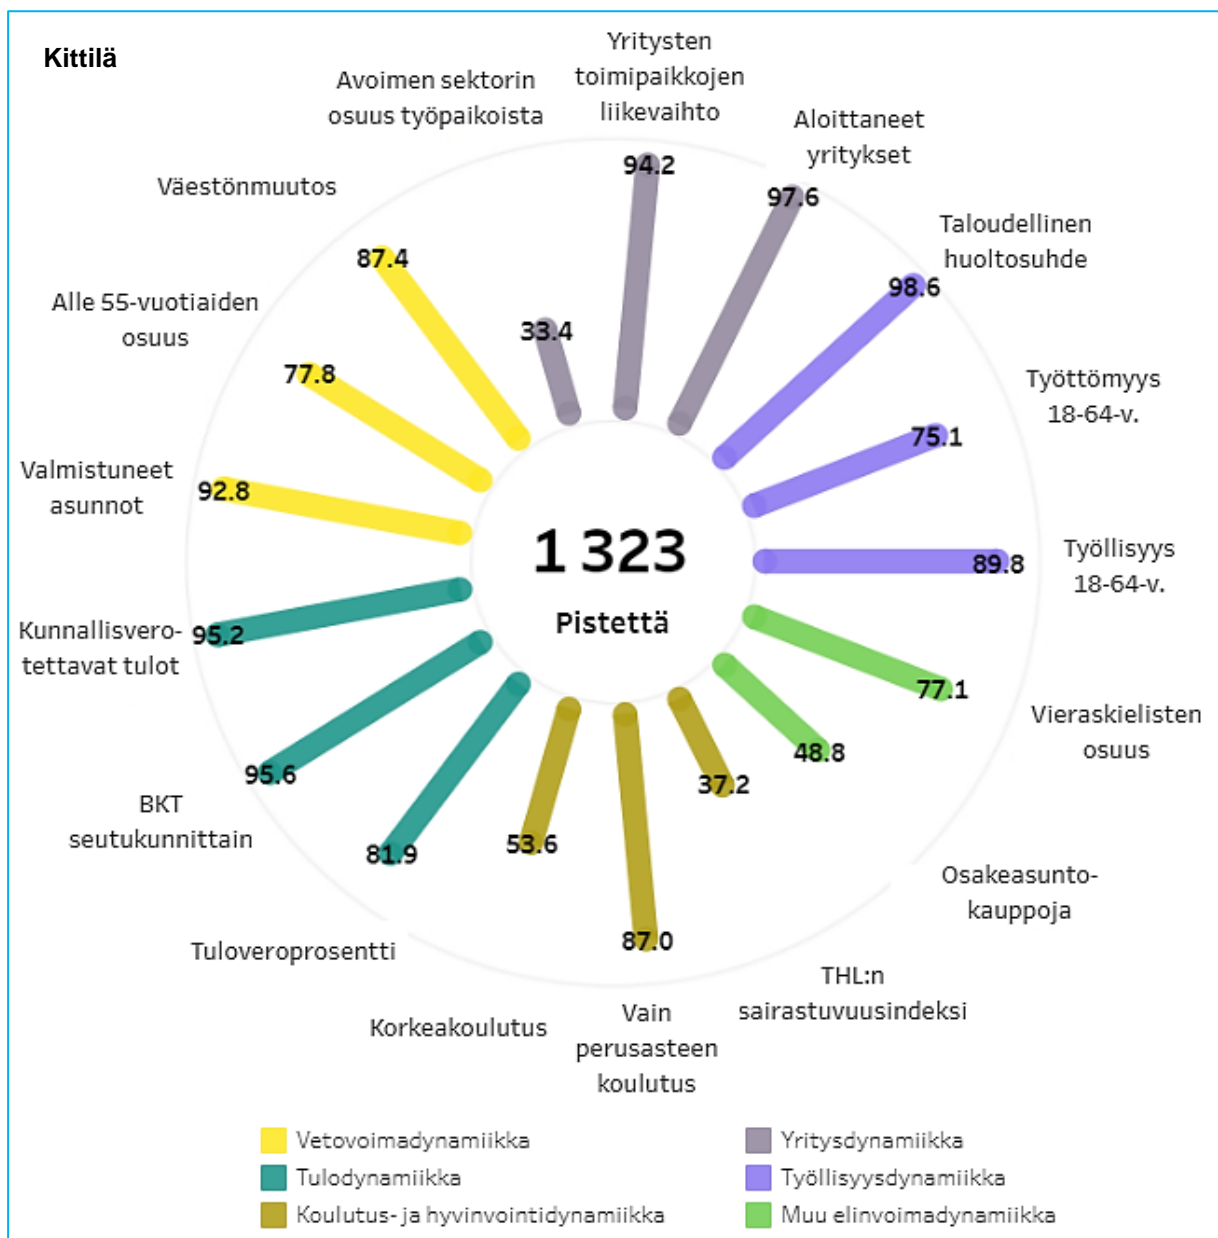 Kittilä
Yritysten
toimipaikkojen
liikevaihto
94.2
Aloittaneet
yritykset
97.6
Taloudellinen
huoltosuhde
98.6
Työttömyys
18-64-v.
75.1
Työllisyys
18-64-v.
89.8
Vieraskielisten
osuus
77.1
Osakeasunto-
kauppoja
48.8
THL:n
sairastuvuusindeksi
37.2
Vain
perusasteen
koulutus
87.0
Korkeakoulutus
53.6
Tuloveroprosentti
81.9
BKT
seutukunnittain
95.6
Kunnallisvero-
tettavat tulot
95.2
Valmistuneet
asunnot
92.8
Alle 55-vuotiaiden
osuus
77.8
Väestönmuutos
87.4
Avoimen sektorin
osuus työpaikoista
33.4
1 323
Pistettä
Vetovoimadynamiikka
Tulodynamiikka
Koulutus- ja hyvinvointidynamiikka
Yritysdynamiikka
Työllisyysdynamiikka
Muu elinvoimadynamiikka